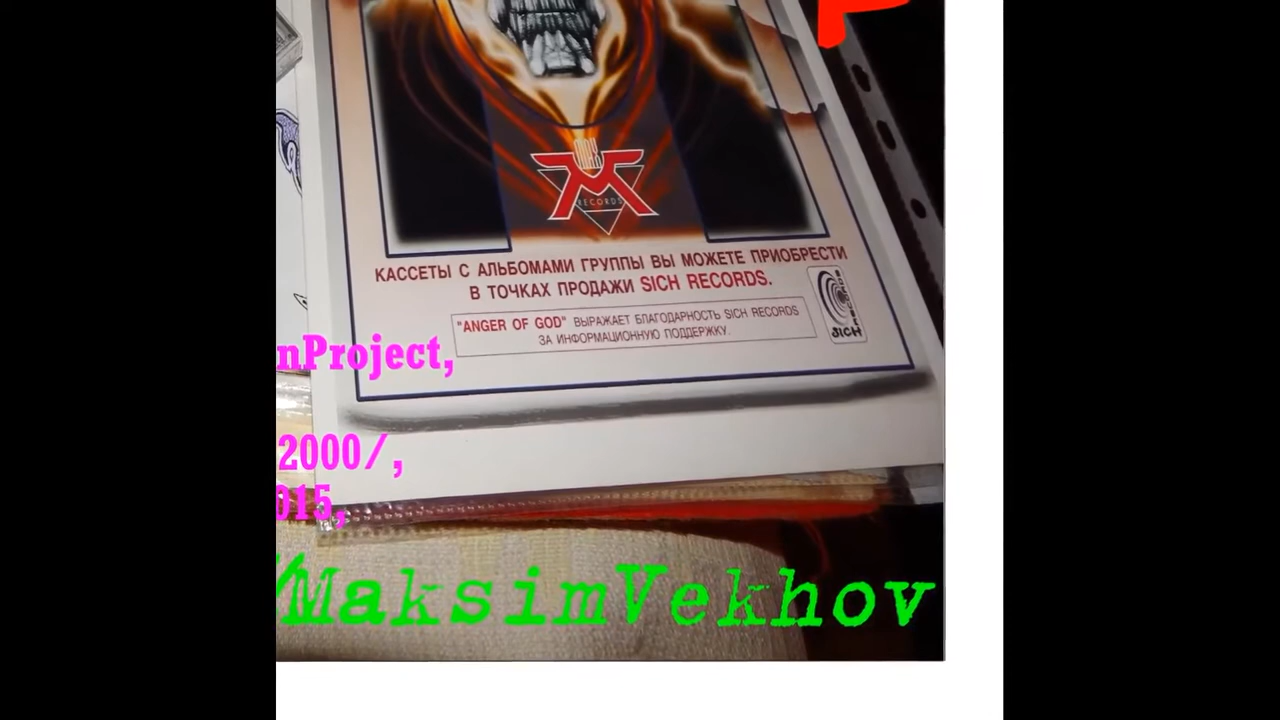 RECORDS
КАССЕТЫ С АЛЬБОМАМИ ГРУППЫ ВЫ МОЖЕТЕ ПРИОБРЕСТИ
В ТОЧКАХ ПРОДАЖИ SICH RECORDS.
"ANGER OF GOD" ВЫРАЖАЕТ БЛАГОДАРНОСТЬ SICH RECORDS
ЗА ИНФОРМАЦИОННУЮ ПОДДЕРЖКУ.
SICH
nProject,
2000/,
015,
/MaksimVekhov